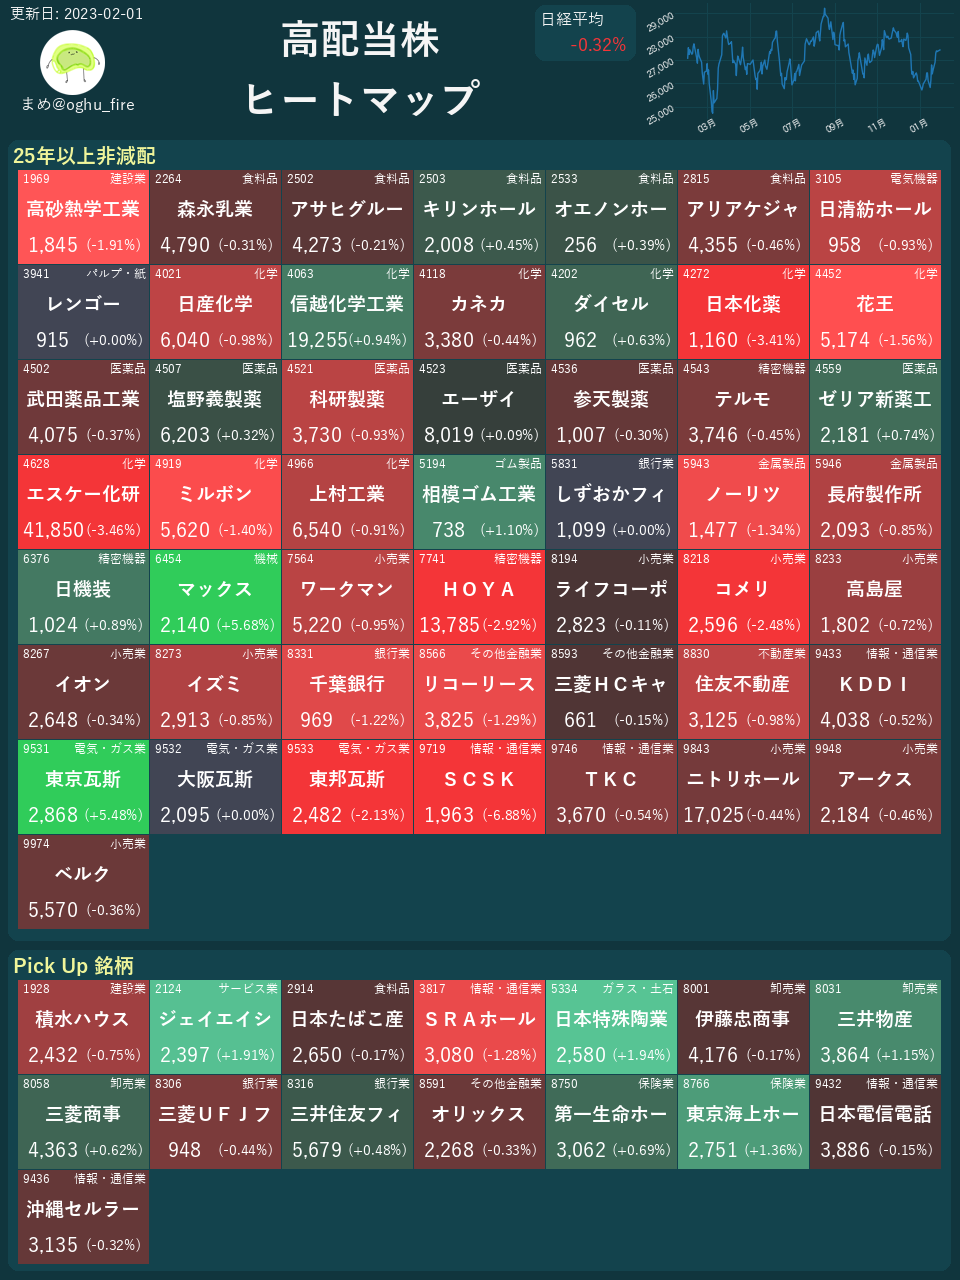 更新日: 2023-02-01
まめ@oghu_fire
高配当株
ヒートマップ
日経平均
-0.32%
29,000
28,000
27,000
26,000
25,000
03月 05月 07月 09月 11月 01月
25年以上非減配
1969 建設業 2264 食料品 2502 食料品 2503 食料品 2533 食料品 2815 食料品 3105 電気機器
高砂熱学工業 森永乳業 アサヒグルー キリンホール オエノンホー アリアケジャ 日清紡ホール
1,845 (-1.91%) 4,790 (-0.31%) 4,273 (-0.21%) 2,008 (+0.45%) 256 (+0.39%) 4,355 (-0.46%) 958 (-0.93%)
3941 パルプ・紙 4021 化学 4063 化学 4118 化学 4202 化学 4272 化学 4452 化学
レンゴー 日産化学 信越化学工業 カネカ ダイセル 日本化薬 花王
915 (+0.00%) 6,040 (-0.98%) 19,255(+0.94%) 3,380 (-0.44%) 962 (+0.63%) 1,160 (-3.41%) 5,174 (-1.56%)
4502 医薬品 4507 医薬品 4521 医薬品 4523 医薬品 4536 医薬品 4543 精密機器 4559 医薬品
武田薬品工業 塩野義製薬 科研製薬 エーザイ 参天製薬 テルモ ゼリア新薬工
4,075 (-0.37%) 6,203 (+0.32%) 3,730 (-0.93%) 8,019 (+0.09%) 1,007 (-0.30%) 3,746 (-0.45%) 2,181 (+0.74%)
4628 化学 4919 化学 4966 化学 5194 ゴム製品 5831 銀行業 5943 金属製品 5946 金属製品
エスケー化研 ミルボン 上村工業 相模ゴム工業 しずおかフィ ノーリツ 長府製作所
41,850(-3.46%) 5,620 (-1.40%) 6,540 (-0.91%) 738 (+1.10%) 1,099 (+0.00%) 1,477 (-1.34%) 2,093 (-0.85%)
6376 精密機器 6454 機械 7564 小売業 7741 精密機器 8194 小売業 8218 小売業 8233 小売業
日機装 マックス ワークマン ＨＯＹＡ ライフコーポ コメリ 高島屋
1,024 (+0.89%) 2,140 (+5.68%) 5,220 (-0.95%) 13,785(-2.92%) 2,823 (-0.11%) 2,596 (-2.48%) 1,802 (-0.72%)
8267 小売業 8273 小売業 8331 銀行業 8566 その他金融業 8593 その他金融業 8830 不動産業 9433 情報・通信業
イオン イズミ 千葉銀行 リコーリース 三菱ＨＣキャ 住友不動産 ＫＤＤＩ
2,648 (-0.34%) 2,913 (-0.85%) 969 (-1.22%) 3,825 (-1.29%) 661 (-0.15%) 3,125 (-0.98%) 4,038 (-0.52%)
9531 電気・ガス業 9532 電気・ガス業 9533 電気・ガス業 9719 情報・通信業 9746 情報・通信業 9843 小売業 9948 小売業
東京瓦斯 大阪瓦斯 東邦瓦斯 ＳＣＳＫ ＴＫＣ ニトリホール アークス
2,868 (+5.48%) 2,095 (+0.00%) 2,482 (-2.13%) 1,963 (-6.88%) 3,670 (-0.54%) 17,025(-0.44%) 2,184 (-0.46%)
9974 小売業
ベルク
5,570 (-0.36%)
Pick Up 銘柄
1928 建設業 2124 サービス業 2914 食料品 3817 情報・通信業 5334 ガラス・土石 8001 卸売業 8031 卸売業
積水ハウス ジェイエイシ 日本たばこ産 ＳＲＡホール 日本特殊陶業 伊藤忠商事 三井物産
2,432 (-0.75%) 2,397 (+1.91%) 2,650 (-0.17%) 3,080 (-1.28%) 2,580 (+1.94%) 4,176 (-0.17%) 3,864 (+1.15%)
8058 卸売業 8306 銀行業 8316 銀行業 8591 その他金融業 8750 保険業 8766 保険業 9432 情報・通信業
三菱商事 三菱ＵＦＪフ 三井住友フィ オリックス 第一生命ホー 東京海上ホー 日本電信電話
4,363 (+0.62%) 948 (-0.44%) 5,679 (+0.48%) 2,268 (-0.33%) 3,062 (+0.69%) 2,751 (+1.36%) 3,886 (-0.15%)
9436 情報・通信業
沖縄セルラー
3,135 (-0.32%)